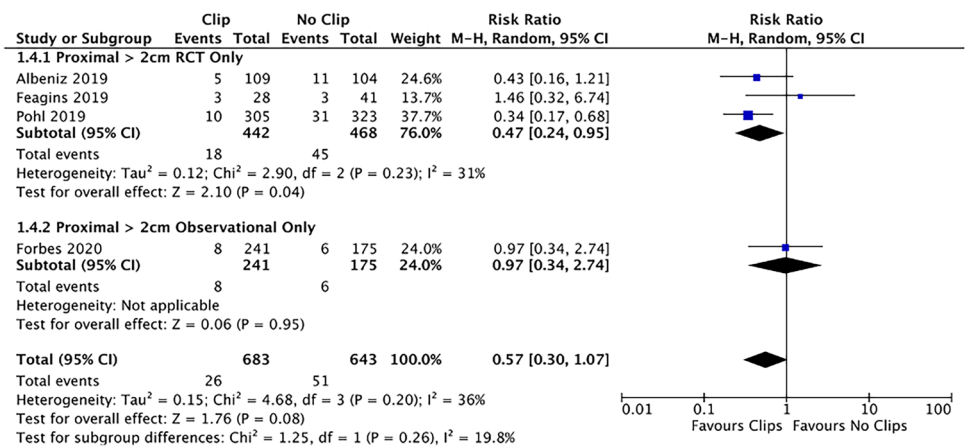 Clip No Clip Risk Ratio Risk Ratio
Study or Subgroup Events Total Events Total Weight M-H, Random, 95% CI M-H, Random, 95% CI
1.4.1 Proximal > 2cm RCT Only
Albeniz 2019 5 109 11 104 24.6% 0.43 [0.16, 1.21]
Feagins 2019 3 28 3 41 13.7% 1.46 [0.32, 6.74]
Pohl 2019 10 305 31 323 37.7% 0.34 [0.17, 0.68]
Subtotal (95% CI) 442 468 76.0% 0.47 [0.24, 0.95]
Total events 18 45
Heterogeneity: Tau² = 0.12; Chi² = 2.90, df = 2 (P = 0.23); I² = 31%
Test for overall effect: Z = 2.10 (P = 0.04)
1.4.2 Proximal > 2cm Observational Only
Forbes 2020 8 241 6 175 24.0% 0.97 [0.34, 2.74]
Subtotal (95% CI) 241 175 24.0% 0.97 [0.34, 2.74]
Total events 8 6
Heterogeneity: Not applicable
Test for overall effect: Z = 0.06 (P = 0.95)
Total (95% CI) 683 643 100.0% 0.57 [0.30, 1.07]
Total events 26 51
Heterogeneity: Tau² = 0.15; Chi² = 4.68, df = 3 (P = 0.20); I² = 36%
Test for overall effect: Z = 1.76 (P = 0.08)
Test for subgroup differences: Chi² = 1.25, df = 1 (P = 0.26), I² = 19.8%
0.01 0.1 1 10 100
Favours Clips Favours No Clips